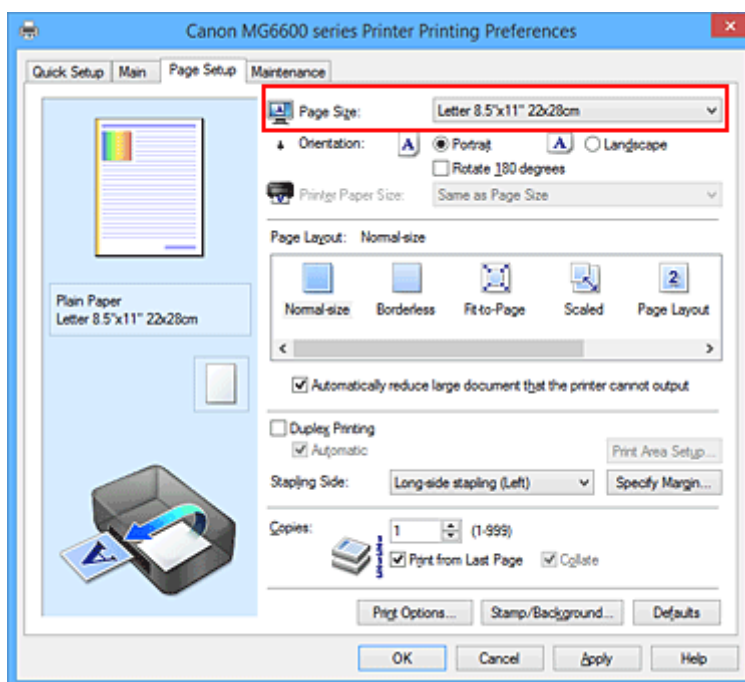 Canon MG6600 series Printer Printing Preferences
Quick Setup Main Page Setup Maintenance
Page Size: Letter 8.5"x11" 22x28cm
Orientation: A Portrait A Landscape
Rotate 180 degrees
Printer Paper Size: Same as Page Size
Page Layout: Normal-size
2
Normal-size Borderless Fit-to-Page Scaled Page Layout
Plain Paper
Letter 8.5"x11" 22x28cm
Automatically reduce large document that the printer cannot output
Duplex Printing
Automatic Print Area Setup...
Stapling Side: Long-side stapling (Left) Specify Margin...
Copies: 1 (1-999)
Print from Last Page Collate
A
Print Options... Stamp/Background... Defaults
OK Cancel Apply Help